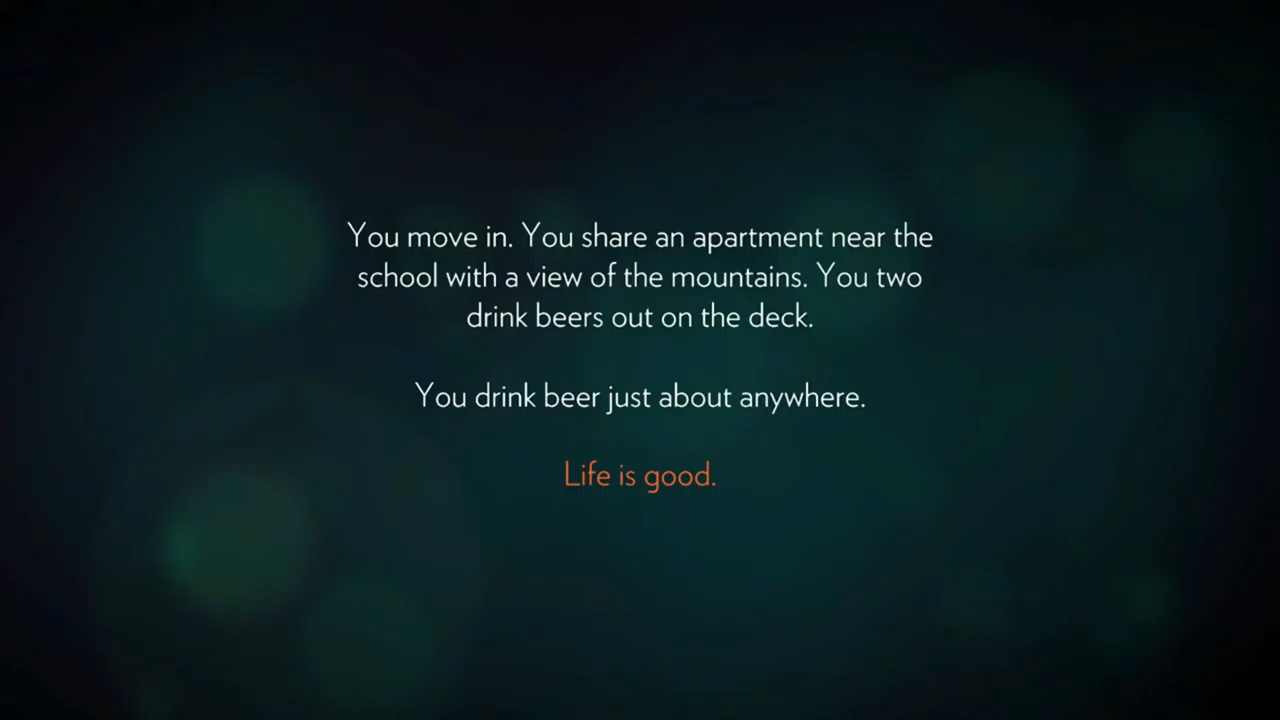 You move in. You share an apartment near the
school with a view of the mountains. You two
drink beers out on the deck.
You drink beer just about anywhere.
Life is good.